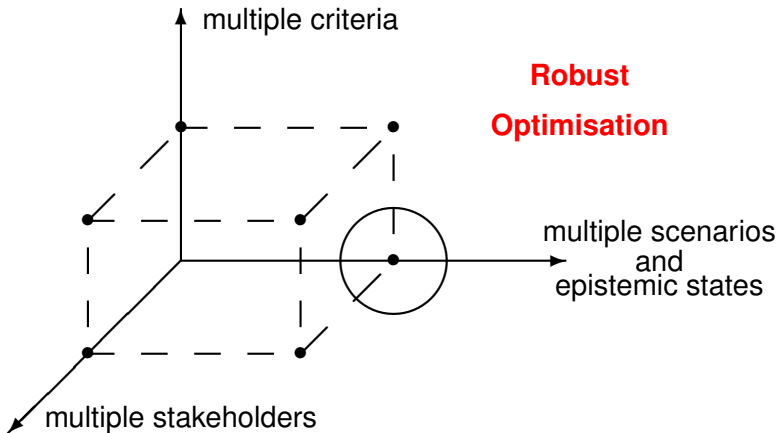 multiple criteria
Robust
Optimisation
multiple scenarios
and
epistemic states
multiple stakeholders